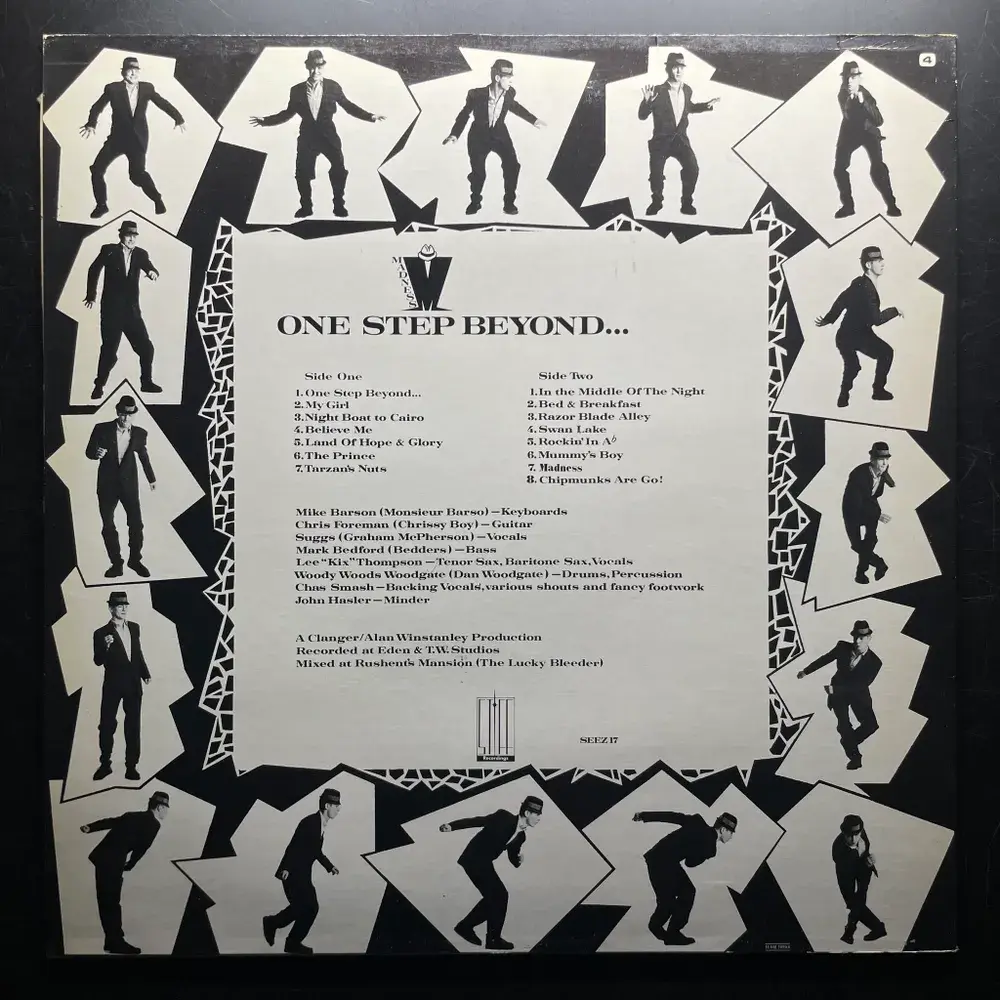 4
MADNESS
ONE STEP BEYOND...
Side One
1. One Step Beyond...
2. My Girl
3. Night Boat to Cairo
4. Believe Me
5. Land Of Hope & Glory
6. The Prince
7. Tarzan's Nuts
Side Two
1. In the Middle Of The Night
2. Bed & Breakfast
3. Razor Blade Alley
4. Swan Lake
5. Rockin' In A♭
6. Mummy's Boy
7. Madness
8. Chipmunks Are Go!
Mike Barson (Monsieur Barso) – Keyboards
Chris Foreman (Chrissy Boy) – Guitar
Suggs (Graham McPherson) – Vocals
Mark Bedford (Bedders) – Bass
Lee "Kix" Thompson – Tenor Sax, Baritone Sax, Vocals
Woody Woods Woodgate (Dan Woodgate) – Drums, Percussion
Chas Smash – Backing Vocals, various shouts and fancy footwork
John Hasler – Minder
A Clanger/Alan Winstanley Production
Recorded at Eden & T.W. Studios
Mixed at Rushent's Mansion (The Lucky Bleeder)
Stiff
Recordings
SEEZ 17